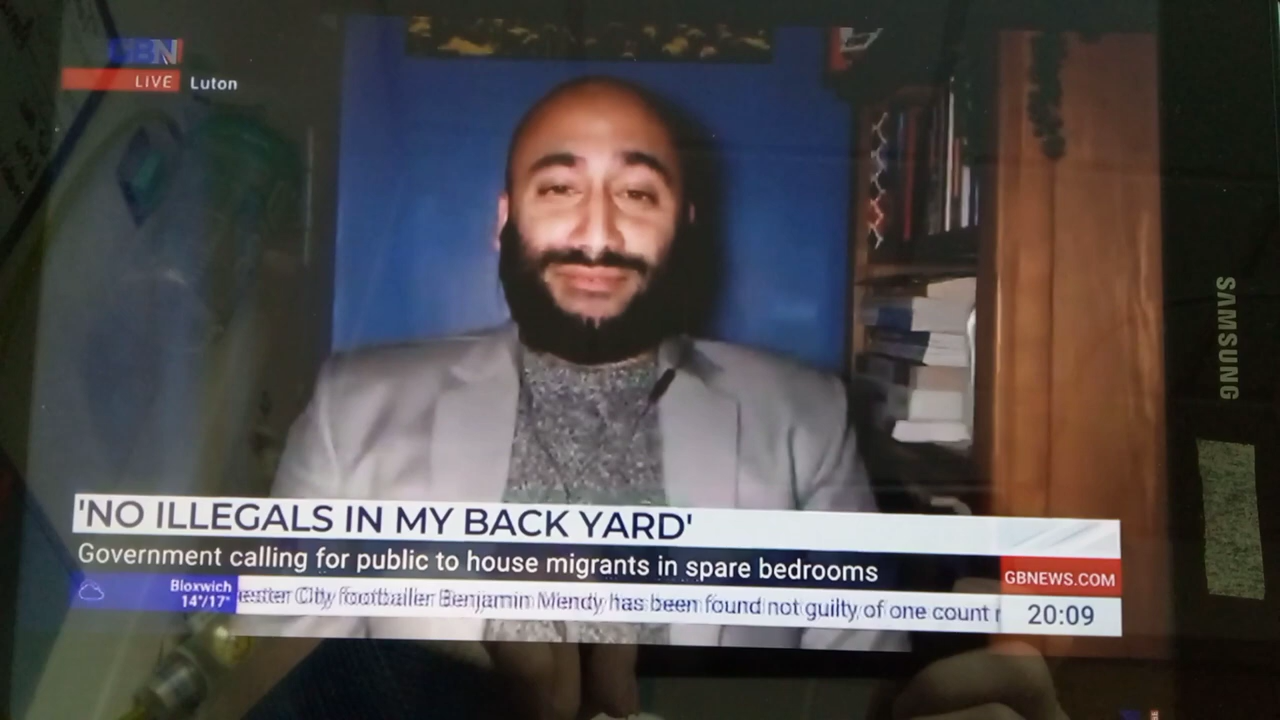 GBN
LIVE Luton
'NO ILLEGALS IN MY BACK YARD'
Government calling for public to house migrants in spare bedrooms
GBNEWS.COM
Bloxwich
14°/17°
ester City footballer Benjamin Mendy has been found not guilty of one count
20:09
SAMSUNG